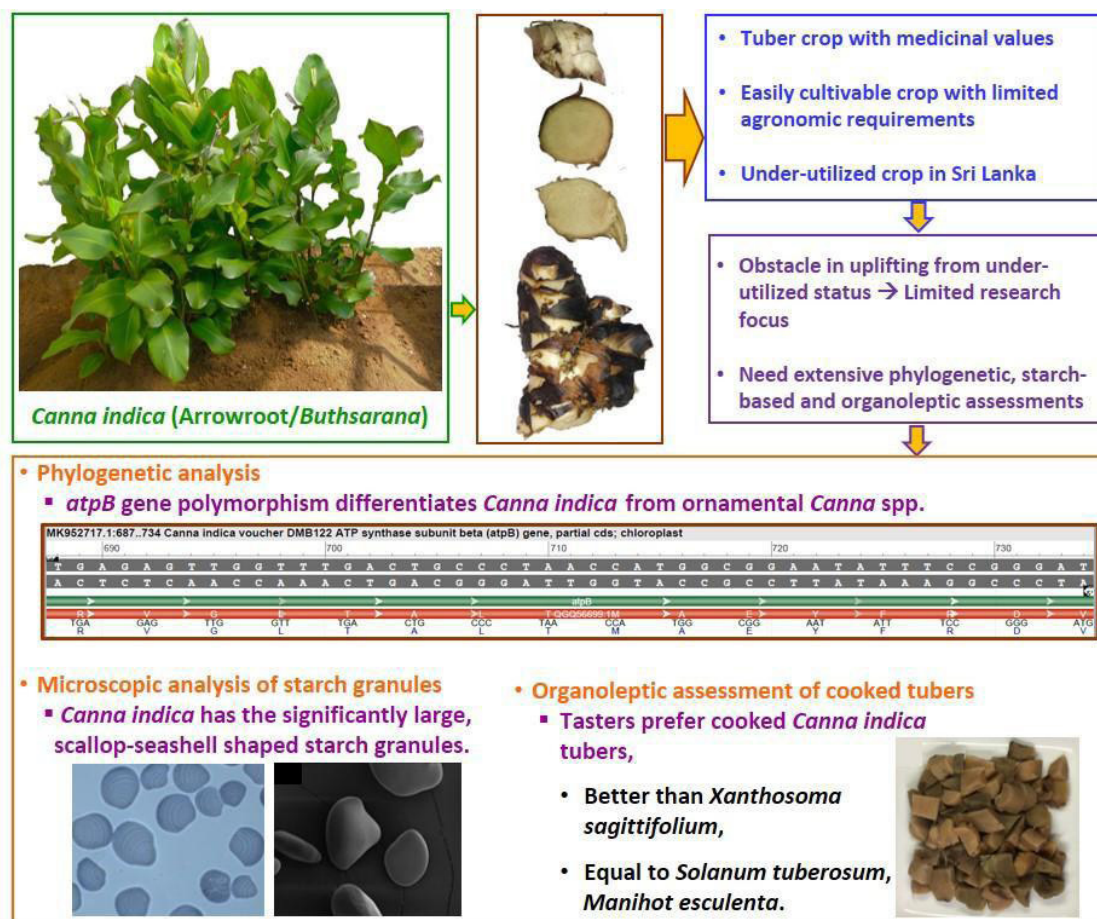 Canna indica (Arrowroot/Buthsarana)
• Tuber crop with medicinal values
• Easily cultivable crop with limited
agronomic requirements
• Under-utilized crop in Sri Lanka
• Obstacle in uplifting from under-
utilized status → Limited research
focus
• Need extensive phylogenetic, starch-
based and organoleptic assessments
• Phylogenetic analysis
▪ atpB gene polymorphism differentiates Canna indica from ornamental Canna spp.
MK952717.1:687..734 Canna indica voucher DMB122 ATP synthase subunit beta (atpB) gene, partial cds; chloroplast
690 700 710 720 730
T G A G A G T T G G T T T G A C T G C C C T A A C C A T G G C G G A A T A T T T C C G G G A T
A C T C T C A A C C A A A C T G A C G G G A T T G G T A C C G C C T T A T A A A G G C C C T A
atpB
R V G E T A L T QGQ56699.1 M A E Y F R D V
TGA GAG TTG GTT TGA CTG CCC TAA CCA TGG CGG AAT ATT TCC GGG ATG
R V G L T A L T M A E Y F R D V
• Microscopic analysis of starch granules
▪ Canna indica has the significantly large,
scallop-seashell shaped starch granules.
• Organoleptic assessment of cooked tubers
▪ Tasters prefer cooked Canna indica
tubers,
• Better than Xanthosoma
sagittifolium,
• Equal to Solanum tuberosum,
Manihot esculenta.